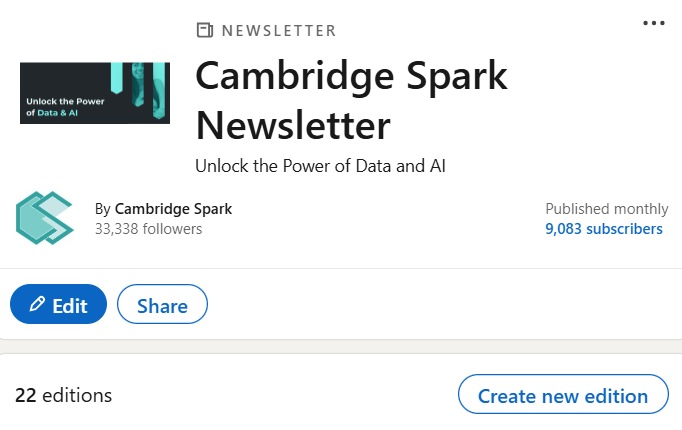 NEWSLETTER
Cambridge Spark
Newsletter
Unlock the Power of Data and AI
Unlock the Power
of Data & AI
By Cambridge Spark
33,338 followers
Published monthly
9,083 subscribers
Edit
Share
22 editions
Create new edition